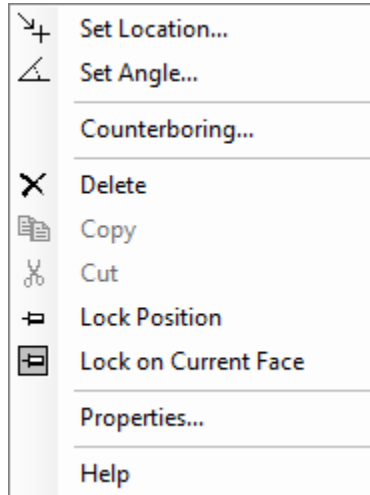 Set Location...
Set Angle...
Counterboring...
Delete
Copy
Cut
Lock Position
Lock on Current Face
Properties...
Help